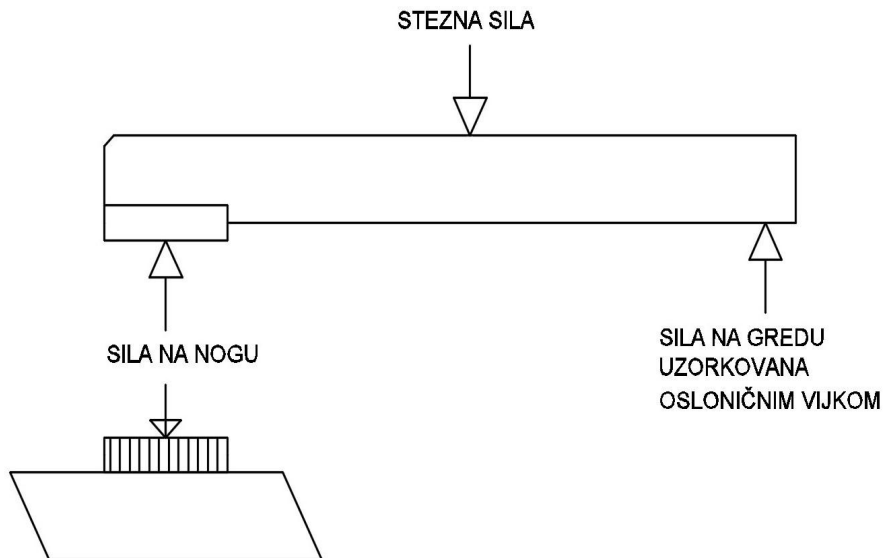 STEZNA SILA
SILA NA NOGU
SILA NA GREDU
UZORKOVANA
OSLONIČNIM VIJKOM